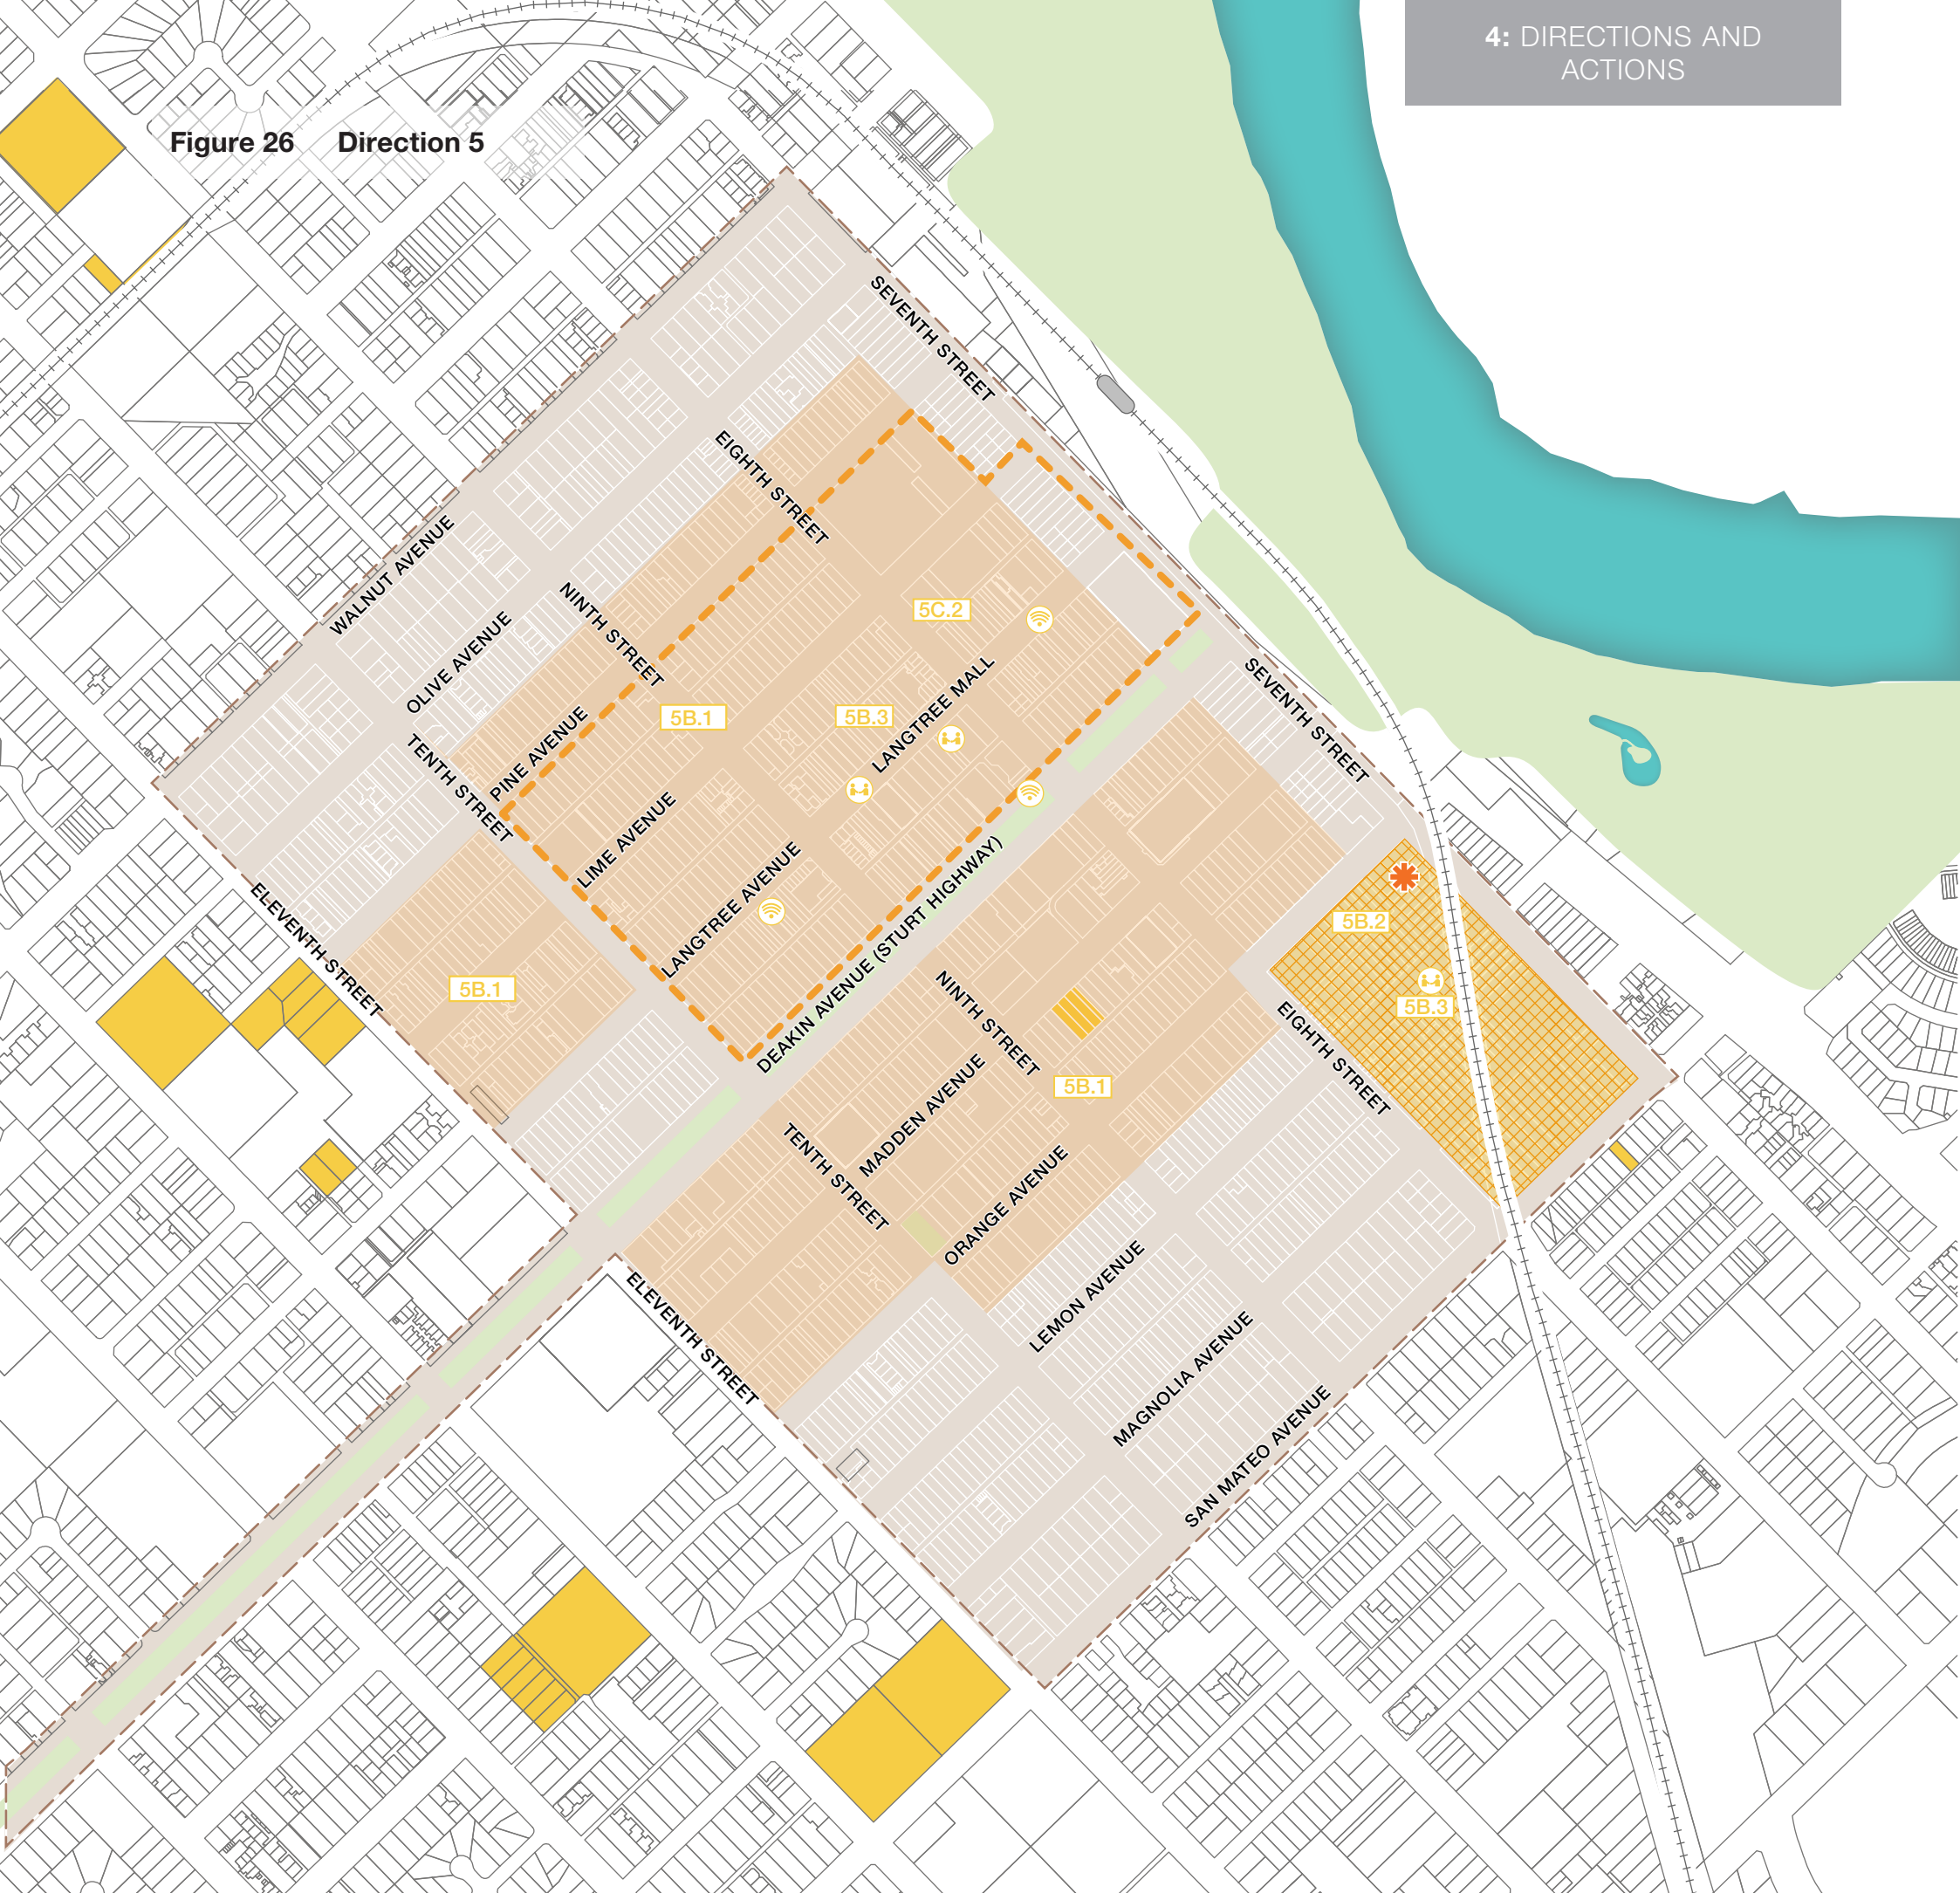 4: DIRECTIONS AND
ACTIONS
Figure 26 Direction 5
SEVENTH STREET
EIGHTH STREET
WALNUT AVENUE
NINTH STREET
OLIVE AVENUE
5C.2
SEVENTH STREET
LANGTREE MALL
5B.1
5B.3
PINE AVENUE
TENTH STREET
LIME AVENUE
LANGTREE AVENUE
DEAKIN AVENUE (STURT HIGHWAY)
ELEVENTH STREET
5B.1
5B.2
5B.3
NINTH STREET
EIGHTH STREET
MADDEN AVENUE
5B.1
TENTH STREET
ORANGE AVENUE
LEMON AVENUE
ELEVENTH STREET
MAGNOLIA AVENUE
SAN MATEO AVENUE